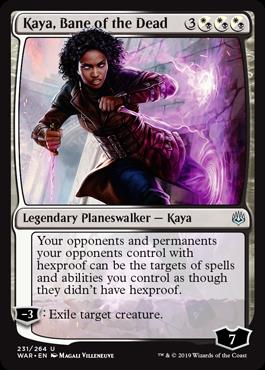 Kaya, Bane of the Dead 3
Legendary Planeswalker — Kaya
Your opponents and permanents
your opponents control with
hexproof can be the targets of spells
and abilities you control as though
they didn't have hexproof.
-3 : Exile target creature.
7
231/264 U
WAR • EN MAGALI VILLENEUVE
™ & © 2019 Wizards of the Coast